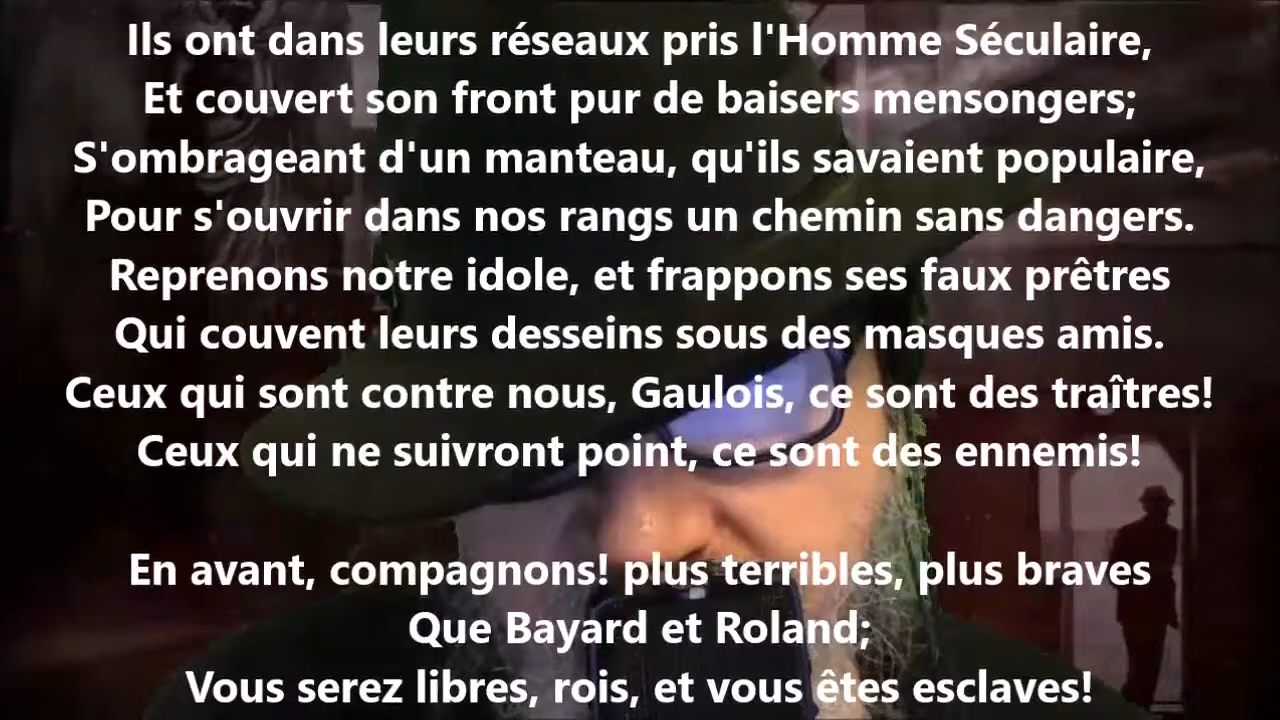 Ils ont dans leurs réseaux pris l'Homme Séculaire,
Et couvert son front pur de baisers mensongers;
S'ombrageant d'un manteau, qu'ils savaient populaire,
Pour s'ouvrir dans nos rangs un chemin sans dangers.
Reprenons notre idole, et frappons ses faux prêtres
Qui couvent leurs desseins sous des masques amis.
Ceux qui sont contre nous, Gaulois, ce sont des traîtres!
Ceux qui ne suivront point, ce sont des ennemis!
En avant, compagnons! plus terribles, plus braves
Que Bayard et Roland;
Vous serez libres, rois, et vous êtes esclaves!